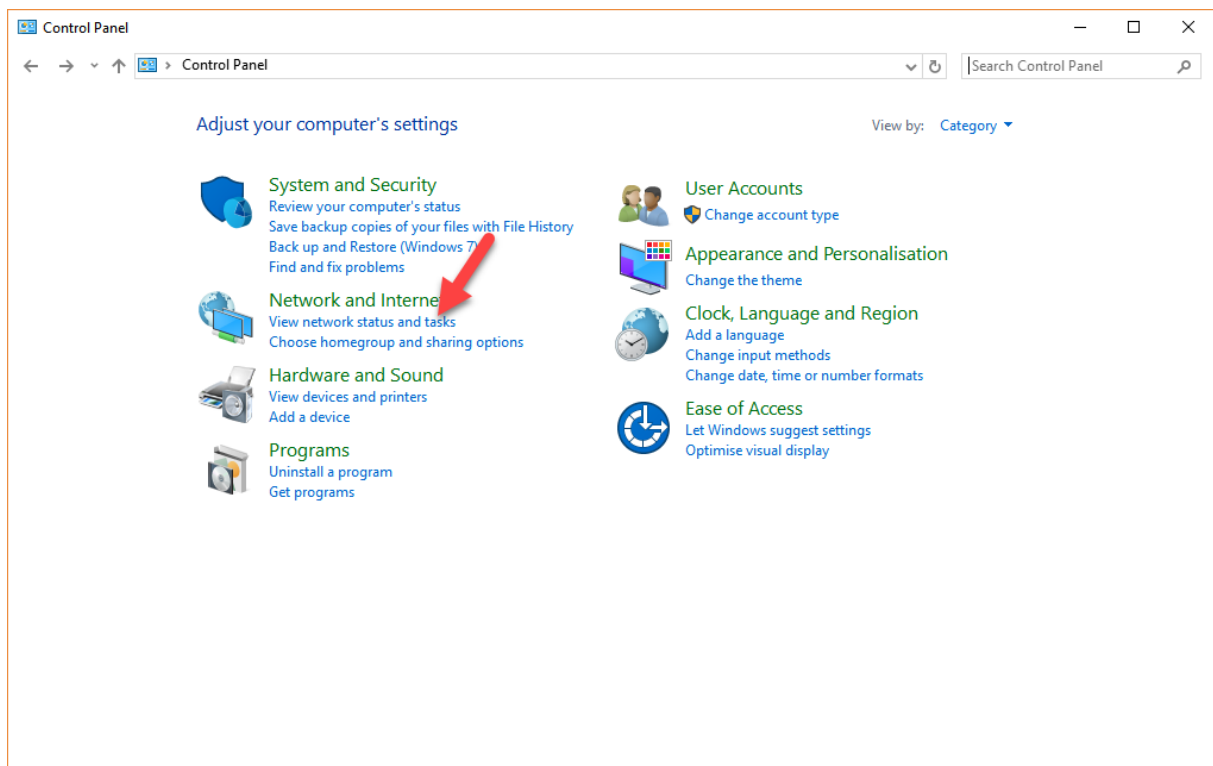 Control Panel
Control Panel
Search Control Panel
Adjust your computer's settings
View by: Category
System and Security
Review your computer's status
Save backup copies of your files with File History
Back up and Restore (Windows 7)
Find and fix problems
Network and Internet
View network status and tasks
Choose homegroup and sharing options
Hardware and Sound
View devices and printers
Add a device
Programs
Uninstall a program
Get programs
User Accounts
Change account type
Appearance and Personalisation
Change the theme
Clock, Language and Region
Add a language
Change input methods
Change date, time or number formats
Ease of Access
Let Windows suggest settings
Optimise visual display